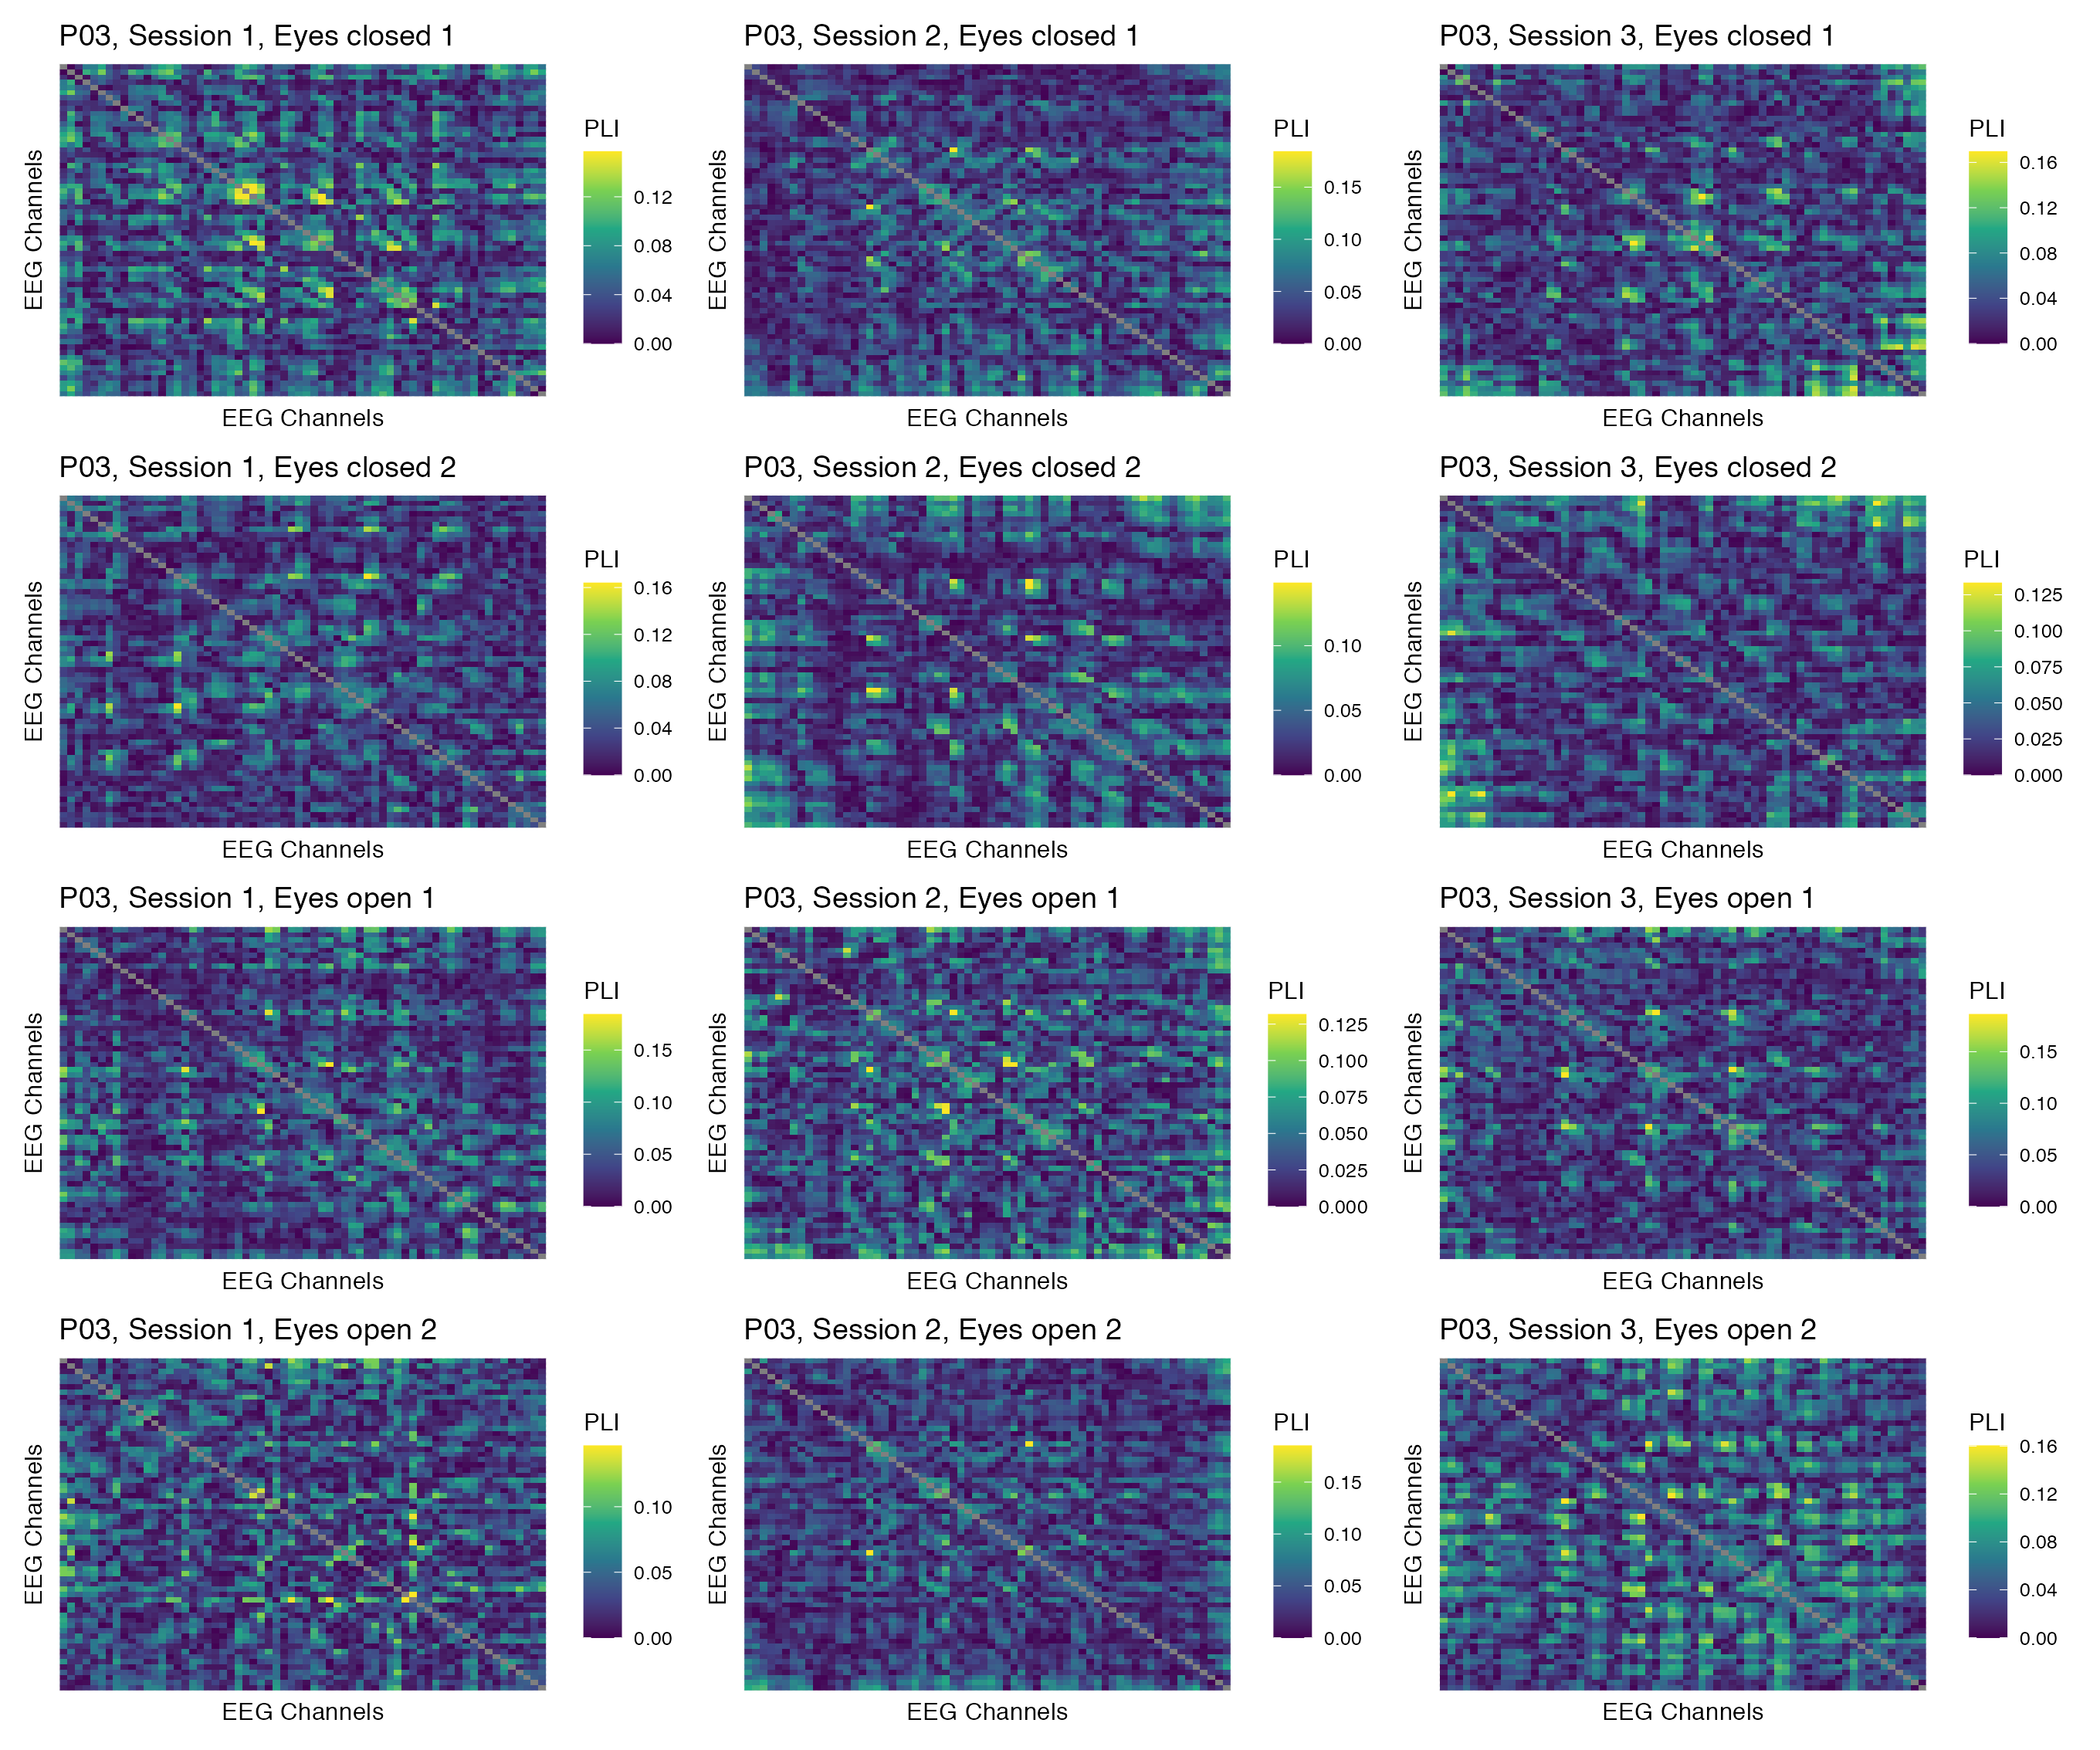 P03, Session 1, Eyes closed 1
EEG Channels
EEG Channels
PLI
0.12
0.08
0.04
0.00
P03, Session 2, Eyes closed 1
EEG Channels
EEG Channels
PLI
0.15
0.10
0.05
0.00
P03, Session 3, Eyes closed 1
EEG Channels
EEG Channels
PLI
0.16
0.12
0.08
0.04
0.00
P03, Session 1, Eyes closed 2
EEG Channels
EEG Channels
PLI
0.16
0.12
0.08
0.04
0.00
P03, Session 2, Eyes closed 2
EEG Channels
EEG Channels
PLI
0.10
0.05
0.00
P03, Session 3, Eyes closed 2
EEG Channels
EEG Channels
PLI
0.125
0.100
0.075
0.050
0.025
0.000
P03, Session 1, Eyes open 1
EEG Channels
EEG Channels
PLI
0.15
0.10
0.05
0.00
P03, Session 2, Eyes open 1
EEG Channels
EEG Channels
PLI
0.125
0.100
0.075
0.050
0.025
0.000
P03, Session 3, Eyes open 1
EEG Channels
EEG Channels
PLI
0.15
0.10
0.05
0.00
P03, Session 1, Eyes open 2
EEG Channels
EEG Channels
PLI
0.10
0.05
0.00
P03, Session 2, Eyes open 2
EEG Channels
EEG Channels
PLI
0.15
0.10
0.05
0.00
P03, Session 3, Eyes open 2
EEG Channels
EEG Channels
PLI
0.16
0.12
0.08
0.04
0.00